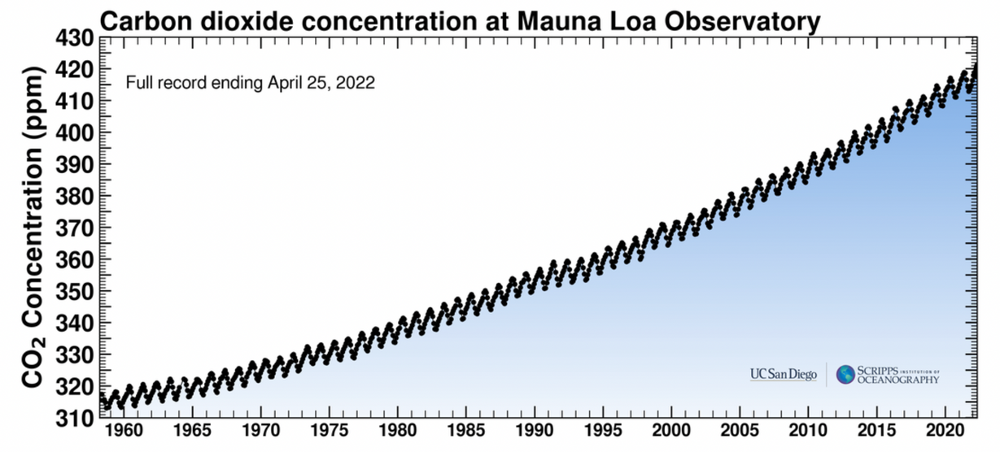 Carbon dioxide concentration at Mauna Loa Observatory
Full record ending April 25, 2022
CO₂ Concentration (ppm)
430
420
410
400
390
380
370
360
350
340
330
320
310
1960 1965 1970 1975 1980 1985 1990 1995 2000 2005 2010 2015 2020
UC San Diego
SCRIPPS INSTITUTION OF
OCEANOGRAPHY